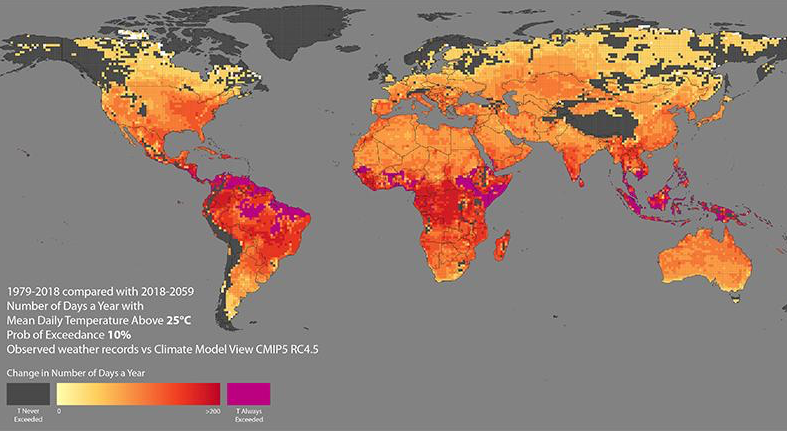 1979-2018 compared with 2018-2059
Number of Days a Year with
Mean Daily Temperature Above 25°C
Prob of Exceedance 10%
Observed weather records vs Climate Model View CMIP5 RC4.5
Change in Number of Days a Year
0
>200
T Never
Exceeded
T Always
Exceeded